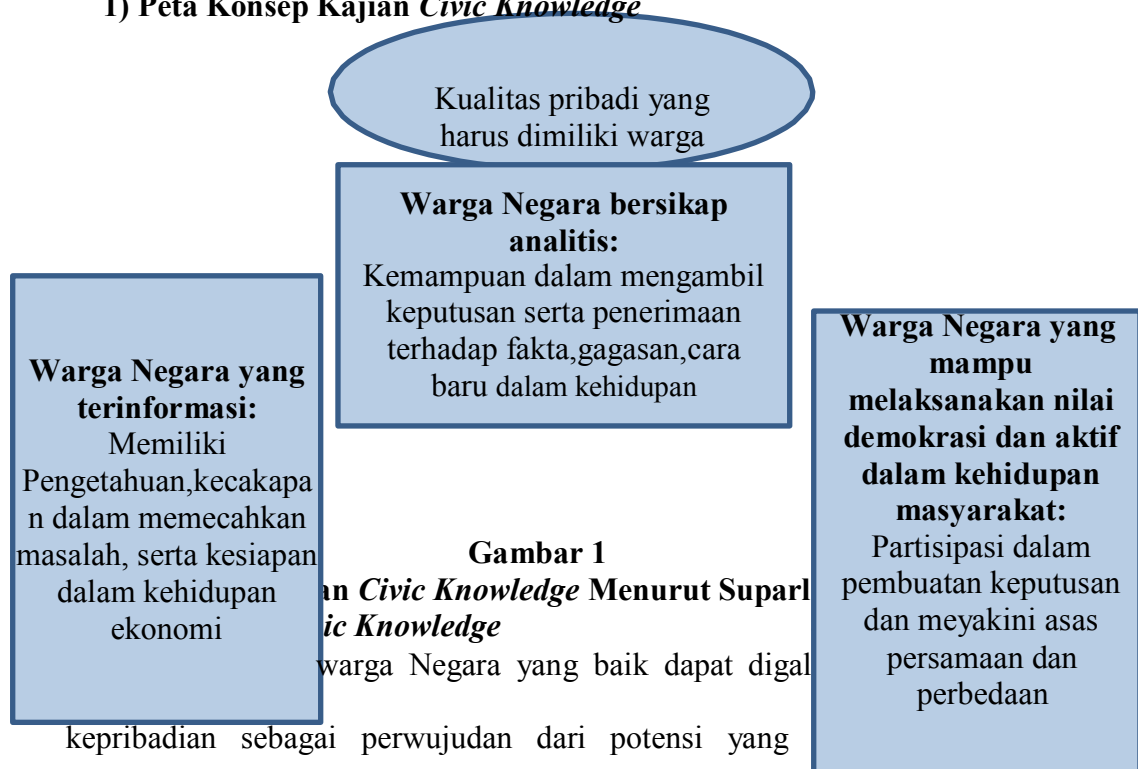 1) Peta Konsep Kajian Civic Knowledge
Kualitas pribadi yang
harus dimiliki warga
Warga Negara bersikap
analitis:
Kemampuan dalam mengambil
keputusan serta penerimaan
terhadap fakta,gagasan,cara
baru dalam kehidupan
Warga Negara yang
terinformasi:
Memiliki
Pengetahuan,kecakapa
n dalam memecahkan
masalah, serta kesiapan
dalam kehidupan
ekonomi
Warga Negara yang
mampu
melaksanakan nilai
demokrasi dan aktif
dalam kehidupan
masyarakat:
Partisipasi dalam
pembuatan keputusan
dan meyakini asas
persamaan dan
perbedaan
Gambar 1
an Civic Knowledge Menurut Suparl
ic Knowledge
warga Negara yang baik dapat digal
kepribadian sebagai perwujudan dari potensi yang